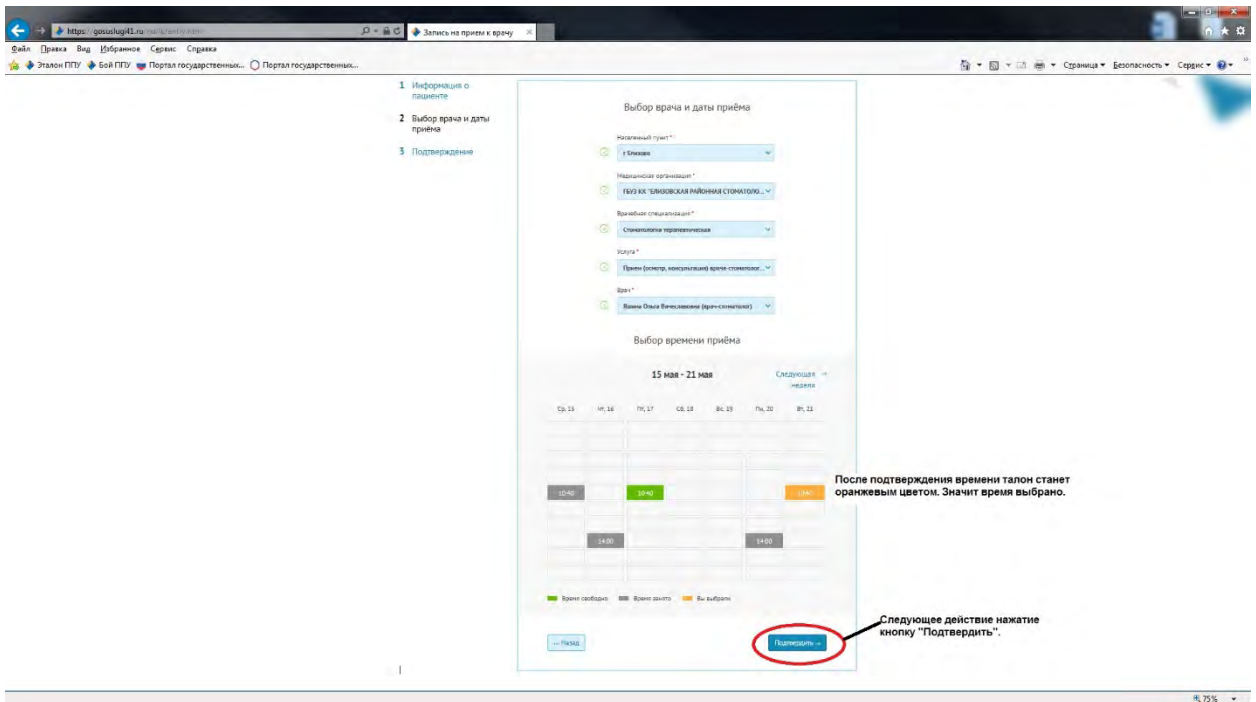 https://gosuslugi41.ru
Запись на прием к врачу
Файл Правка Вид Избранное Сервис Справка
Эталон ППУ Бой ППУ Портал государственных... Портал государственных...
Страница Безопасность Сервис
1 Информация о
пациенте
2 Выбор врача и даты
приёма
3 Подтверждение
Выбор врача и даты приёма
Населенный пункт *
г Елизово
Медицинская организация *
ГБУЗ КК "ЕЛИЗОВСКАЯ РАЙОННАЯ СТОМАТОЛО...
Врачебная специализация *
Стоматология терапевтическая
Услуга *
Прием (осмотр, консультация) врача-стоматолог...
Врач *
Ольга Вячеславовна (врач-стоматолог)
Выбор времени приёма
15 мая - 21 мая
Следующая →
неделя
Ср, 15 Чт, 16 Пт, 17 Сб, 18 Вс, 19 Пн, 20 Вт, 21
После подтверждения времени талон станет
оранжевым цветом. Значит время выбрано.
10:40 10:40 10:40
14:00 14:00
Время свободно Время занято Вы выбрали
Следующее действие нажатие
кнопку "Подтвердить".
← Назад
Подтвердить →
75%